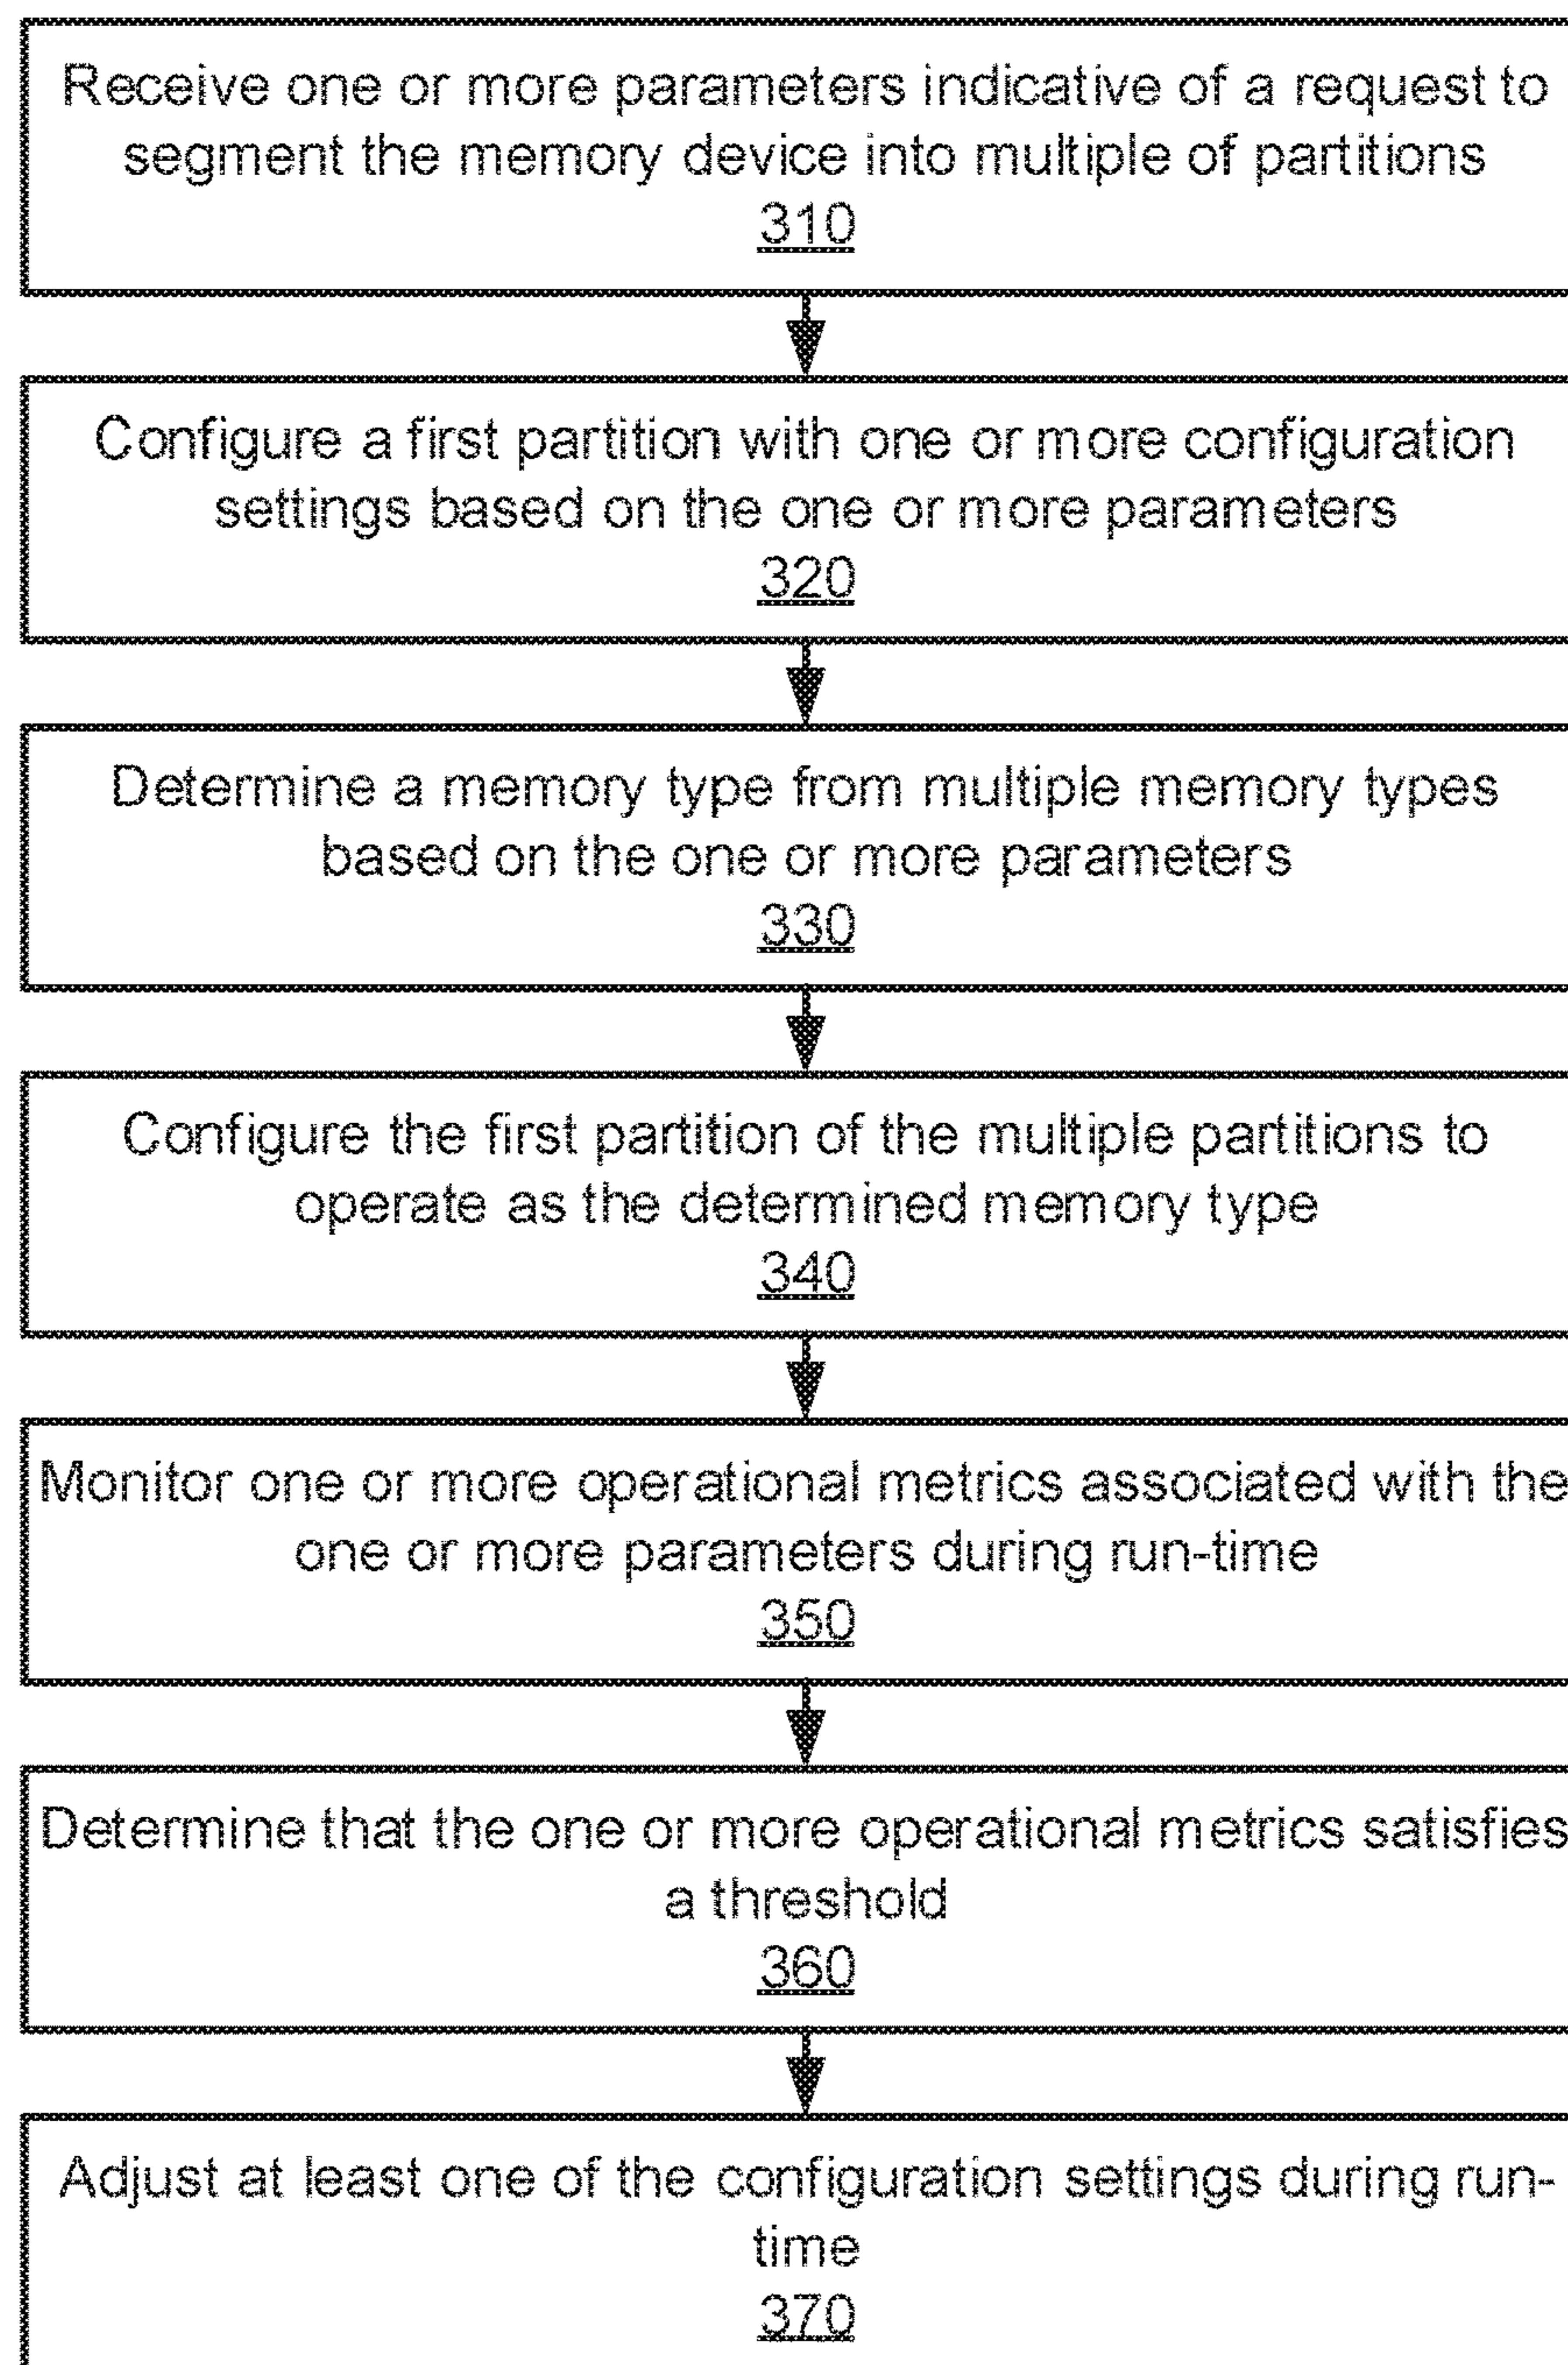 Receive one or more parameters indicative of a request to
segment the memory device into multiple of partitions
310
Configure a first partition with one or more configuration
settings based on the one or more parameters
320
Determine a memory type from multiple memory types
based on the one or more parameters
330
Configure the first partition of the multiple partitions to
operate as the determined memory type
340
Monitor one or more operational metrics associated with the
one or more parameters during run-time
350
Determine that the one or more operational metrics satisfies
a threshold
360
Adjust at least one of the configuration settings during run-
time
370